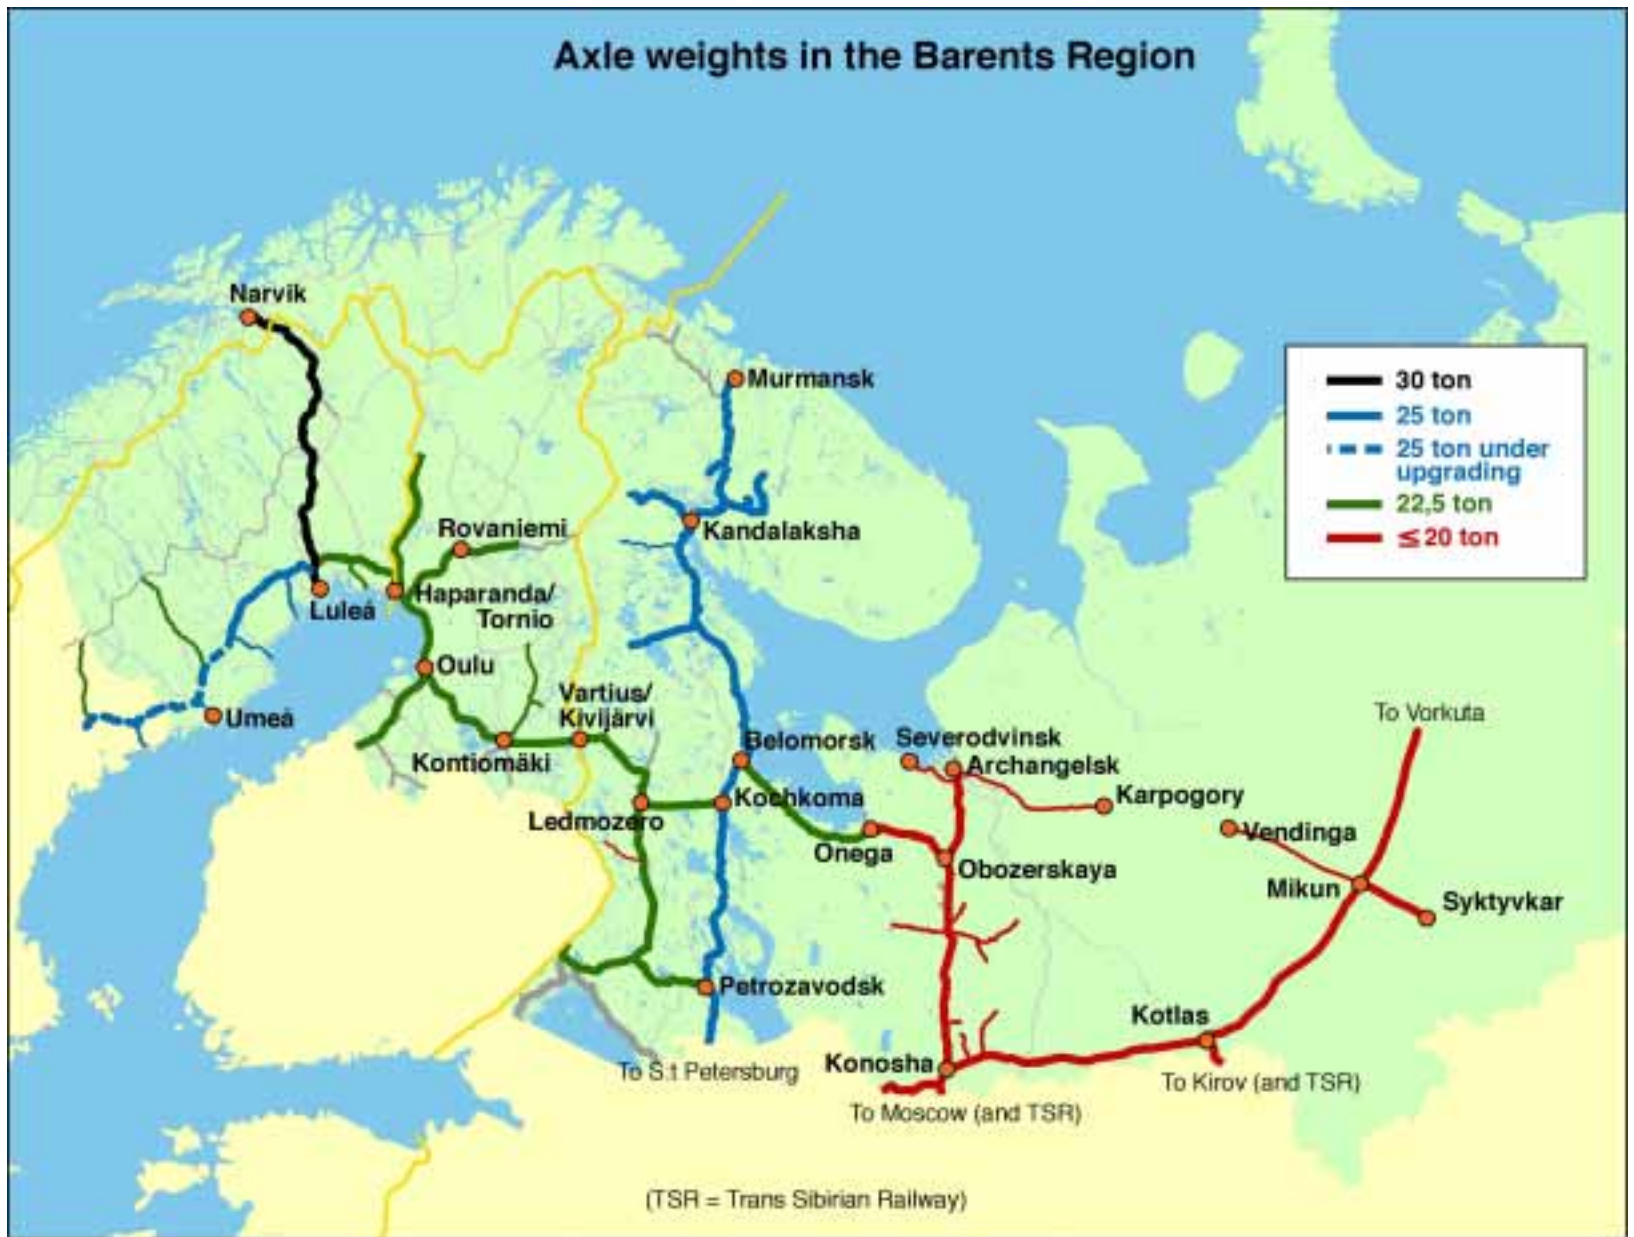 Axle weights in the Barents Region
Narvik
Murmansk
30 ton
25 ton
25 ton under
upgrading
22,5 ton
≤20 ton
Rovaniemi
Kandalaksha
Luleå
Haparanda/
Tornio
Oulu
Umeå
Vartius/
Kivijärvi
Kontiomäki
Belomorsk
Severodvinsk
Archangelsk
To Vorkuta
Ledmozero
Kochkoma
Karpogory
Onega
Obozerskaya
Vendinga
Mikun
Syktyvkar
Petrozavodsk
Kotlas
To S.t Petersburg
Konosha
To Kirov (and TSR)
To Moscow (and TSR)
(TSR = Trans Sibirian Railway)